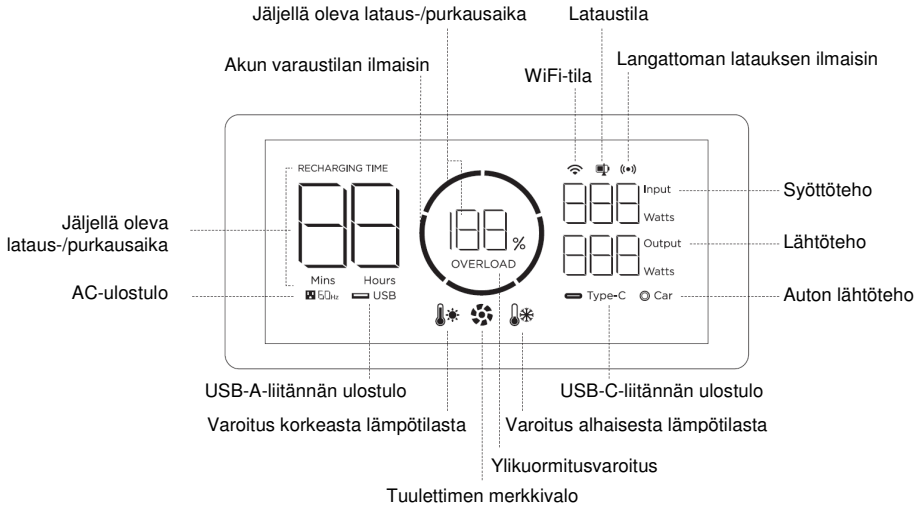 Jäljellä oleva lataus-/purkausaika
Lataustila
Akun varaustilan ilmaisin
WiFi-tila
Langattoman latauksen ilmaisin
RECHARGING TIME
Input
Watts
Syöttöteho
Jäljellä oleva
lataus-/purkausaika
188%
OVERLOAD
Output
Watts
Lähtöteho
Mins
Hours
AC-ulostulo
60Hz
USB
Type-C
Car
Auton lähtöteho
USB-A-liitännän ulostulo
USB-C-liitännän ulostulo
Varoitus korkeasta lämpötilasta
Varoitus alhaisesta lämpötilasta
Ylikuormitusvaroitus
Tuulettimen merkkivalo